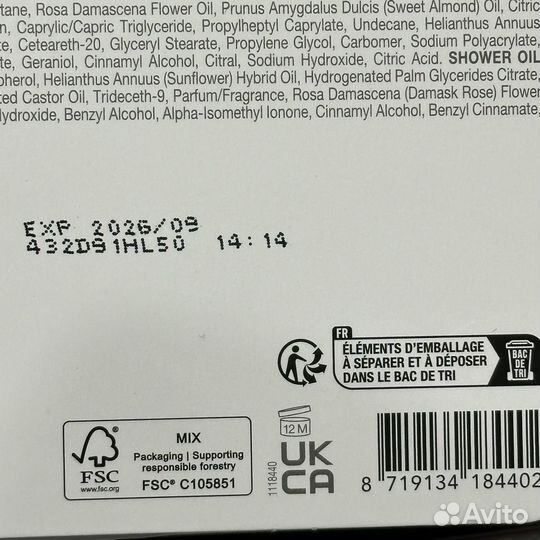 tane, Rosa Damascena Flower Oil, Prunus Amygdalus Dulcis (Sweet Almond) Oil, Citric
n, Caprylic/Capric Triglyceride, Propylheptyl Caprylate, Undecane, Helianthus Annuus
ate, Ceteareth-20, Glyceryl Stearate, Propylene Glycol, Carbomer, Sodium Polyacrylate,
ate, Geraniol, Cinnamyl Alcohol, Citral, Sodium Hydroxide, Citric Acid. SHOWER OIL
pherol, Helianthus Annuus (Sunflower) Hybrid Oil, Hydrogenated Palm Glycerides Citrate,
ted Castor Oil, Trideceth-9, Parfum/Fragrance, Rosa Damascena (Damask Rose) Flower
ydroxide, Benzyl Alcohol, Alpha-Isomethyl Ionone, Cinnamyl Alcohol, Benzyl Cinnamate,
EXP 2026/09
432D91HL50 14:14
FR
ÉLÉMENTS D'EMBALLAGE
À SÉPARER ET À DÉPOSER
DANS LE BAC DE TRI
BAC
DE
TRI
FSC
www.fsc.org
MIX
Packaging | Supporting
responsible forestry
FSC® C105851
12 M
UK
CA
1118440
8 719134 184402
Avito